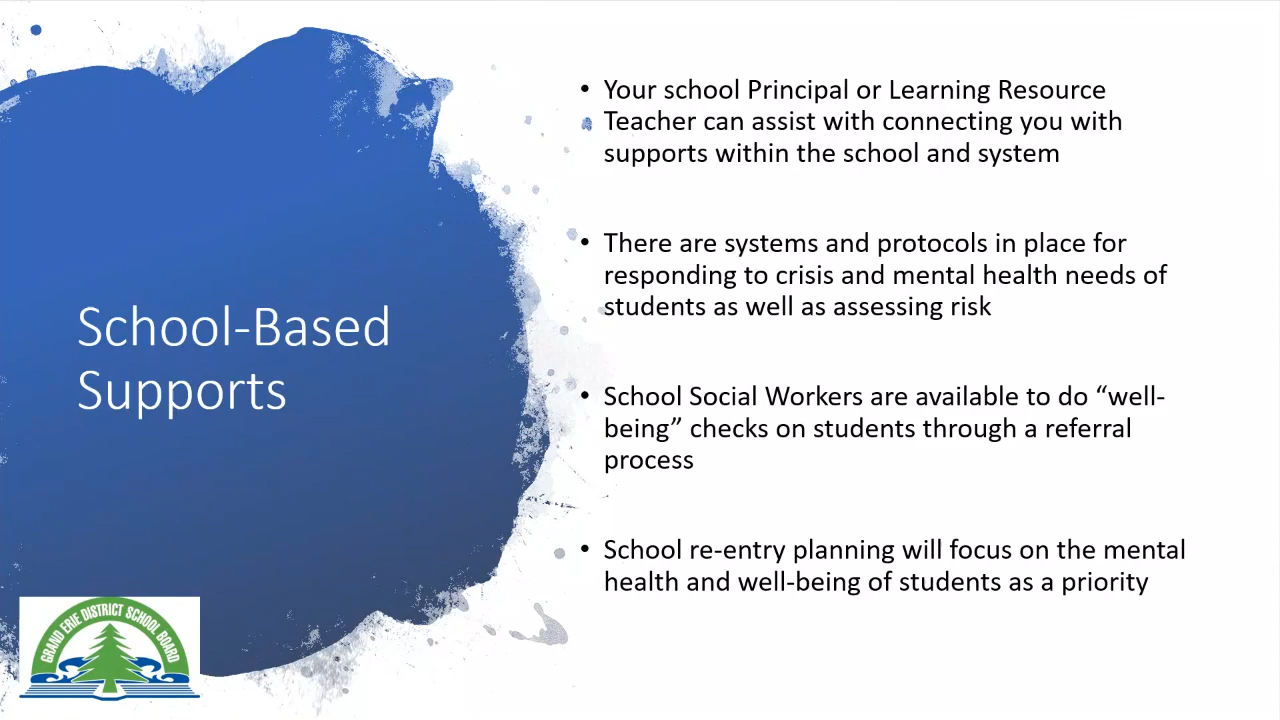 School-Based
Supports
• Your school Principal or Learning Resource
Teacher can assist with connecting you with
supports within the school and system
• There are systems and protocols in place for
responding to crisis and mental health needs of
students as well as assessing risk
• School Social Workers are available to do “well-
being” checks on students through a referral
process
• School re-entry planning will focus on the mental
health and well-being of students as a priority
GRAND ERIE DISTRICT SCHOOL BOARD